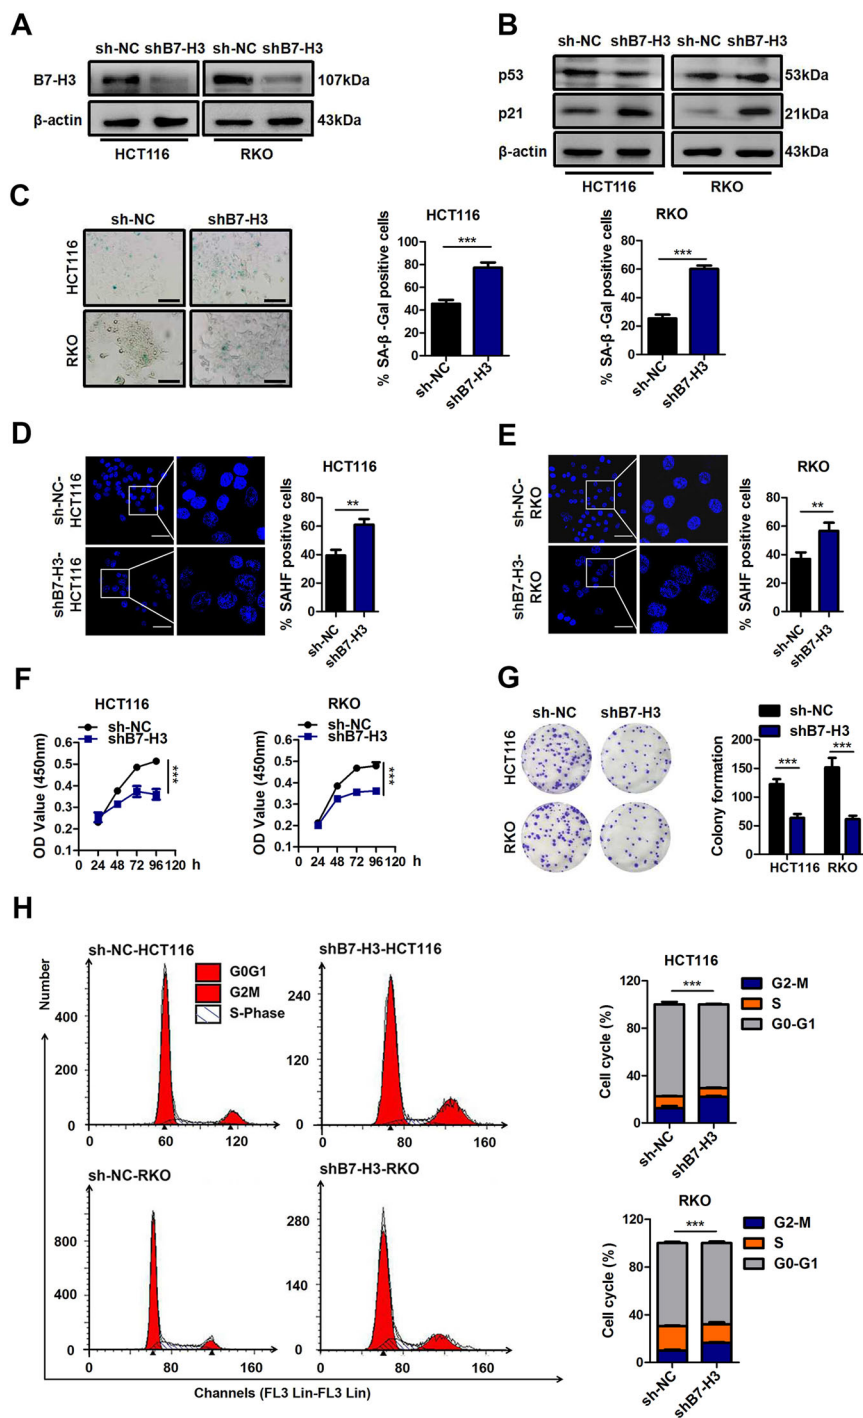 A
sh-NC shB7-H3 sh-NC shB7-H3
B7-H3 107kDa
β-actin 43kDa
HCT116 RKO
B
sh-NC shB7-H3 sh-NC shB7-H3
p53 53kDa
p21 21kDa
β-actin 43kDa
HCT116 RKO
C
sh-NC shB7-H3
HCT116
RKO
HCT116
% SA-β -Gal positive cells
100
80
60
40
20
0
***
sh-NC
shB7-H3
RKO
% SA-β -Gal positive cells
80
60
40
20
0
***
sh-NC
shB7-H3
D
sh-NC-
HCT116
shB7-H3-
HCT116
HCT116
% SAHF positive cells
80
60
40
20
0
**
sh-NC
shB7-H3
E
sh-NC-
RKO
shB7-H3-
RKO
RKO
% SAHF positive cells
80
60
40
20
0
**
sh-NC
shB7-H3
F
HCT116
sh-NC
shB7-H3
OD Value (450nm)
0.6
0.5
0.4
0.3
0.2
0.1
***
24 48 72 96 120 h
RKO
sh-NC
shB7-H3
OD Value (450nm)
0.6
0.5
0.4
0.3
0.2
0.1
***
24 48 72 96 120 h
G
sh-NC shB7-H3
HCT116
RKO
sh-NC
shB7-H3
Colony formation
200
150
100
50
0
*** ***
HCT116 RKO
H
Number
sh-NC-HCT116
G0G1
G2M
S-Phase
400
200
0
0 60 120
shB7-H3-HCT116
240
120
0
0 80 160
sh-NC-RKO
800
400
0
0 80 160
shB7-H3-RKO
280
140
0
0 80 160
Channels (FL3 Lin-FL3 Lin)
HCT116
Cell cycle (%)
120
80
40
0
***
G2-M
S
G0-G1
sh-NC
shB7-H3
RKO
Cell cycle (%)
120
80
40
0
***
G2-M
S
G0-G1
sh-NC
shB7-H3